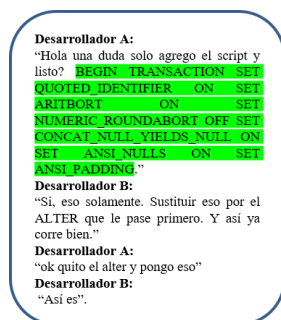 Desarrollador A:
“Hola una duda solo agrego el script y
listo? BEGIN TRANSACTION SET
QUOTED_IDENTIFIER ON SET
ARITBORT ON SET
NUMERIC_ROUNDABORT OFF SET
CONCAT_NULL_YIELDS_NULL ON
SET ANSI_NULLS ON SET
ANSI_PADDING.”
Desarrollador B:
“Si, eso solamente. Sustituir eso por el
ALTER que le pase primero. Y así ya
corre bien.”
Desarrollador A:
“ok quito el alter y pongo eso”
Desarrollador B:
“Así es”.